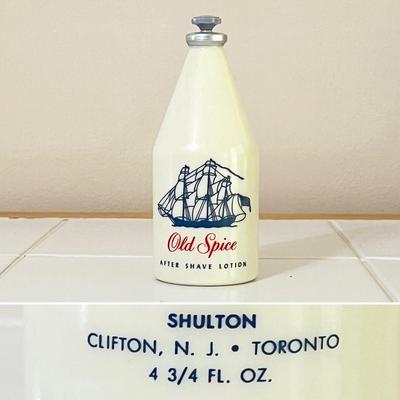 Old Spice
AFTER SHAVE LOTION
SHULTON
CLIFTON, N. J. • TORONTO
4 3/4 FL. OZ.